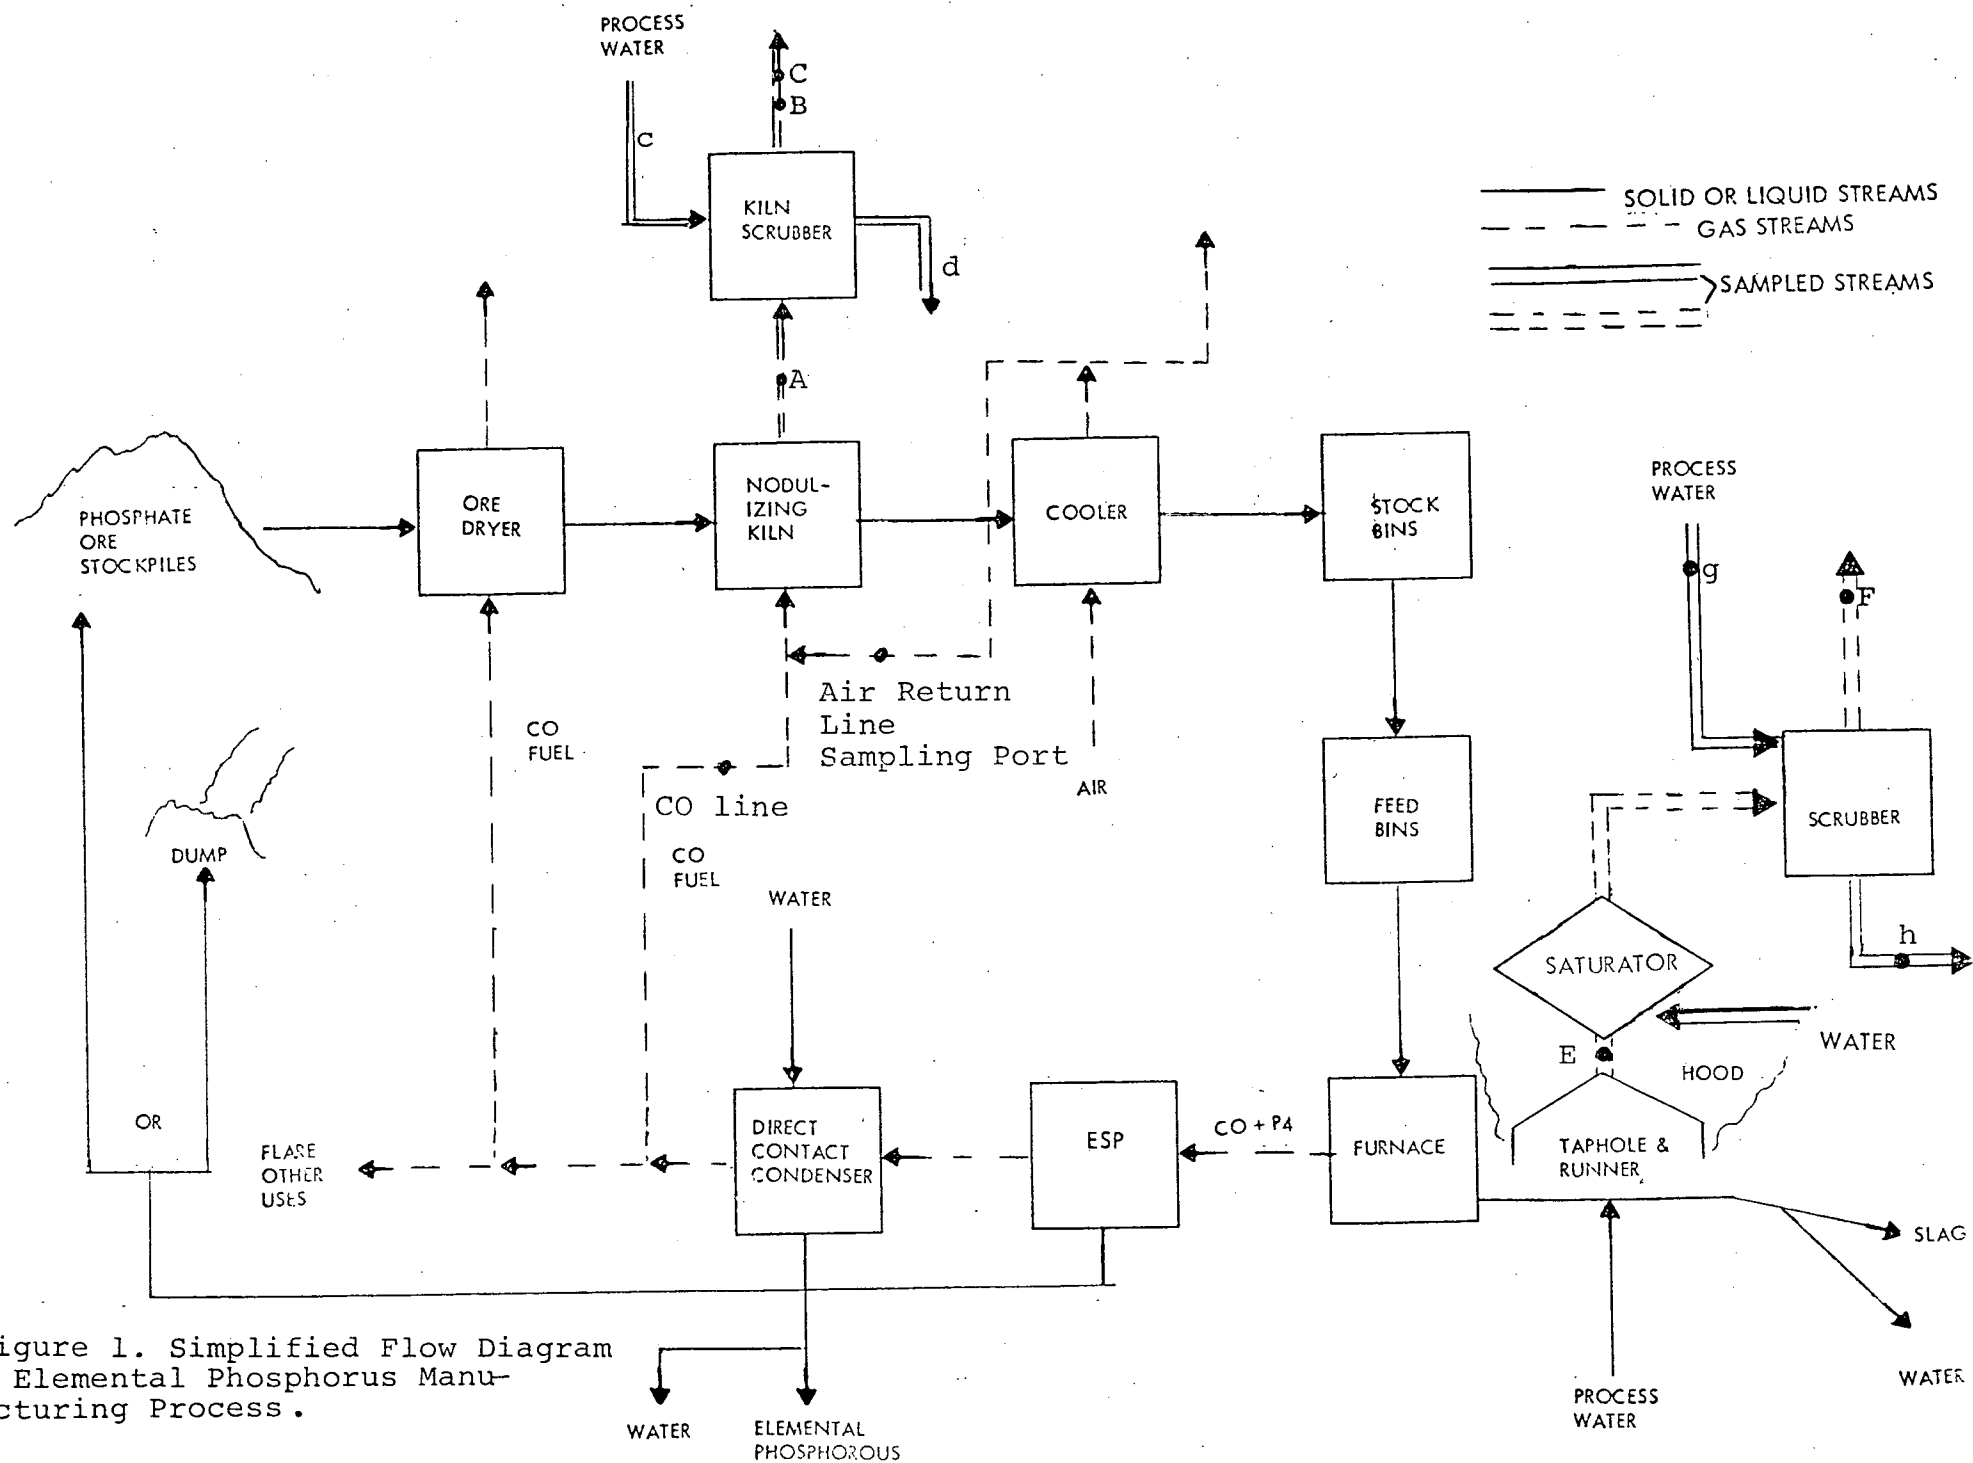 PROCESS
WATER
C
B
c
KILN
SCRUBBER
d
A
SOLID OR LIQUID STREAMS
GAS STREAMS
SAMPLED STREAMS
PHOSPHATE
ORE
STOCKPILES
ORE
DRYER
NODUL-
IZING
KILN
COOLER
STOCK
BINS
PROCESS
WATER
g
F
Air Return
Line
Sampling Port
CO
FUEL
CO line
AIR
CO
FUEL
FEED
BINS
SCRUBBER
DUMP
WATER
SATURATOR
h
WATER
E
HOOD
OR
FLARE
OTHER
USES
DIRECT
CONTACT
CONDENSER
ESP
CO + P4
FURNACE
TAPHOLE &
RUNNER
SLAG
WATER
PROCESS
WATER
igure 1. Simplified Flow Diagram
Elemental Phosphorus Manu-
cturing Process.
WATER
ELEMENTAL
PHOSPHOROUS